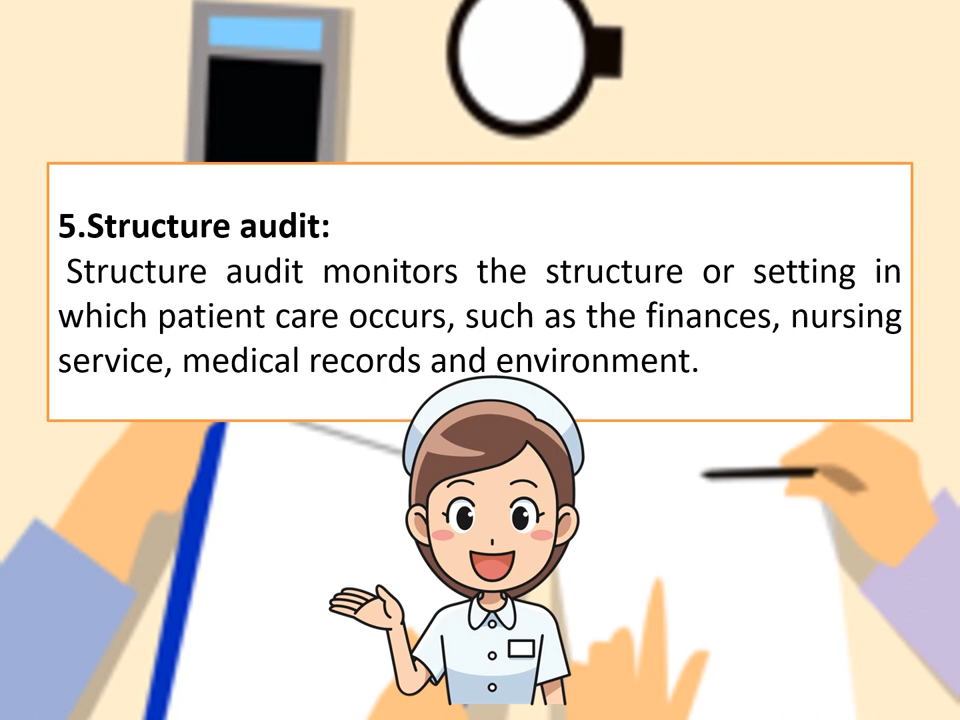 5.Structure audit:
Structure audit monitors the structure or setting in
which patient care occurs, such as the finances, nursing
service, medical records and environment.